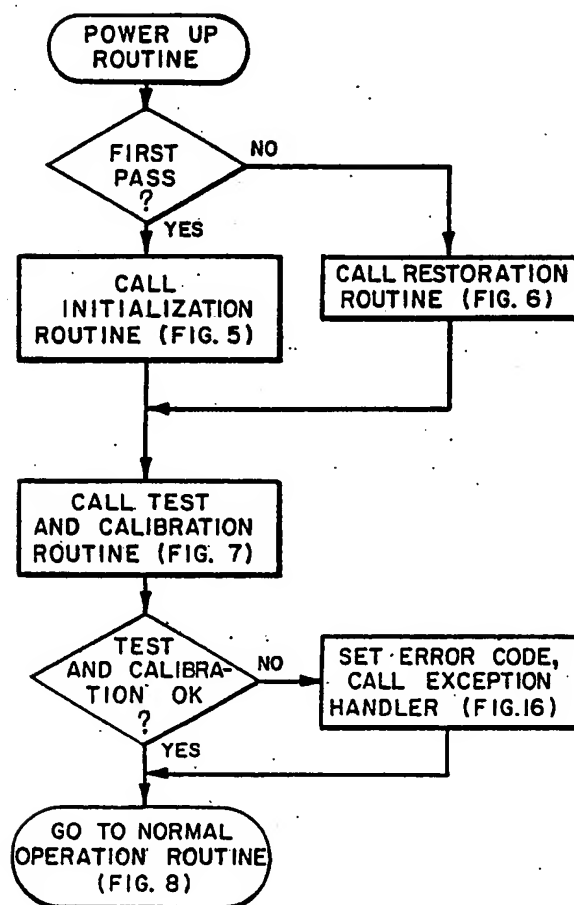 POWER UP
ROUTINE
FIRST
PASS
?
NO
YES
CALL
INITIALIZATION
ROUTINE (FIG. 5)
CALL RESTORATION
ROUTINE (FIG. 6)
CALL TEST
AND CALIBRATION
ROUTINE (FIG. 7)
TEST
AND CALIBRA-
TION OK
?
NO
YES
SET ERROR CODE,
CALL EXCEPTION
HANDLER (FIG.16)
GO TO NORMAL
OPERATION ROUTINE
(FIG. 8)